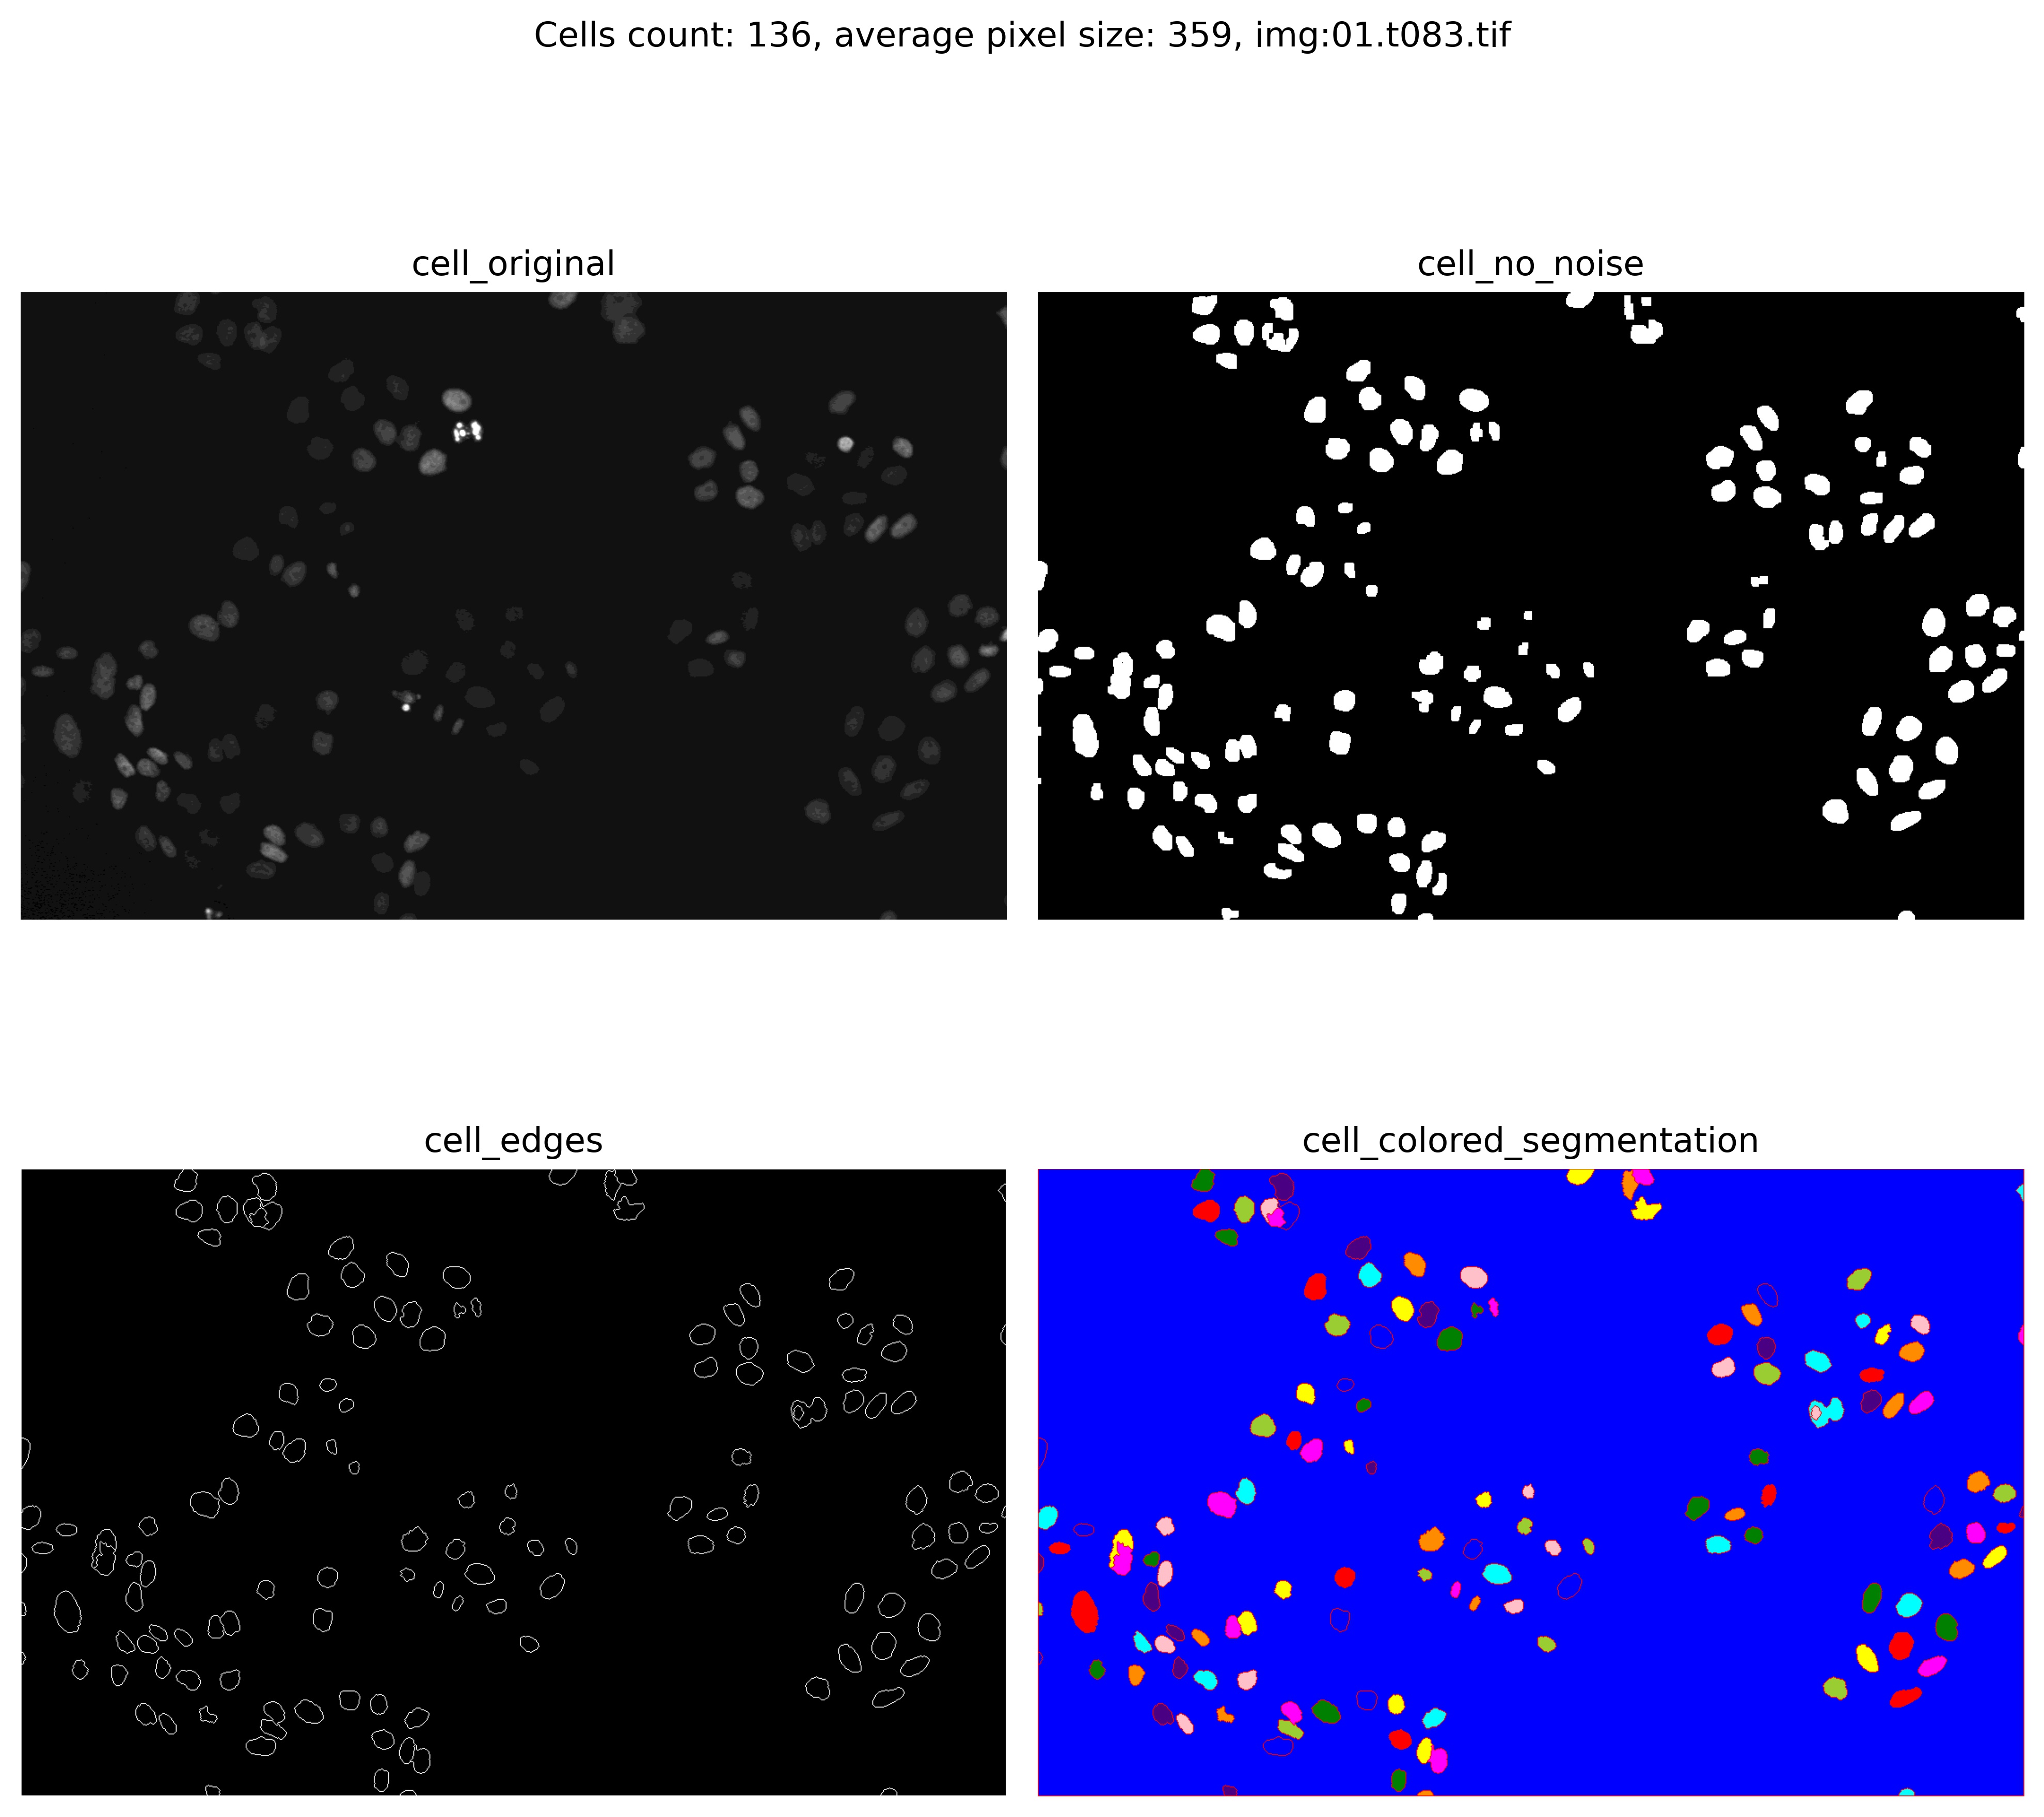 Cells count: 136, average pixel size: 359, img:01.t083.tif
cell_original
cell_no_noise
cell_edges
cell_colored_segmentation